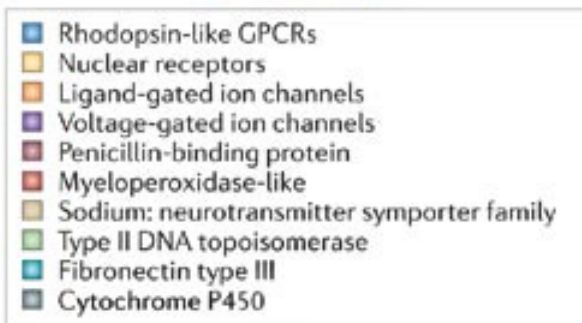 Rhodopsin-like GPCRs
Nuclear receptors
Ligand-gated ion channels
Voltage-gated ion channels
Penicillin-binding protein
Myeloperoxidase-like
Sodium: neurotransmitter symporter family
Type II DNA topoisomerase
Fibronectin type III
Cytochrome P450